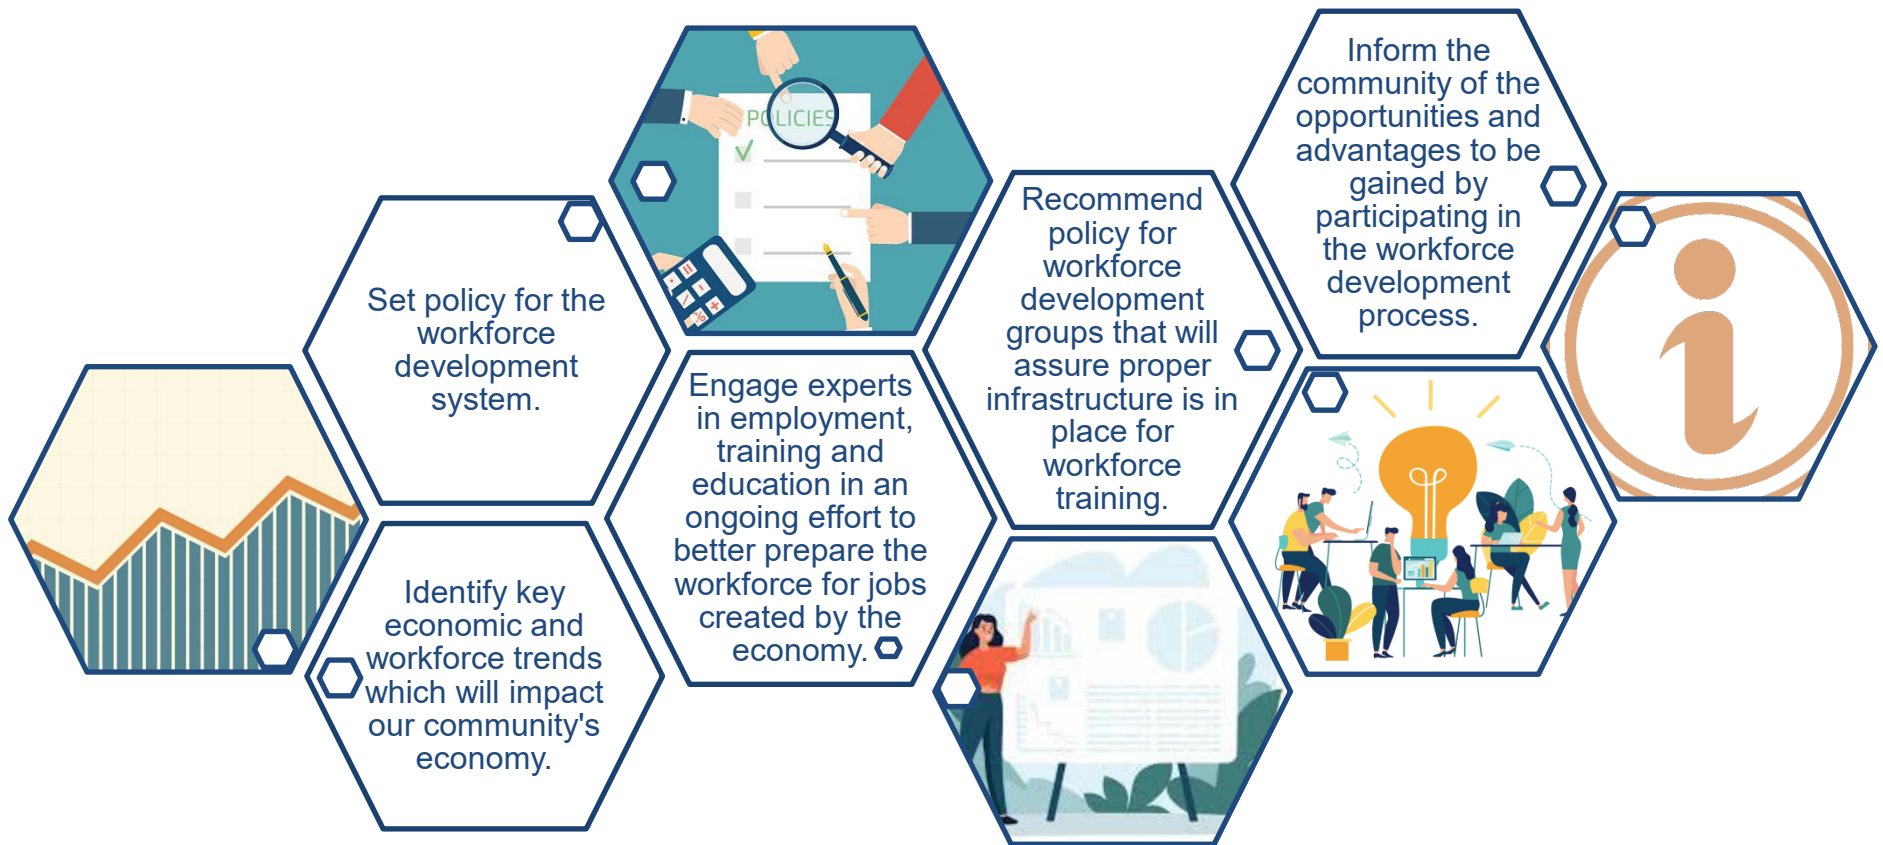 Set policy for the
workforce
development
system.
Identify key
economic and
workforce trends
which will impact
our community's
economy.
POLICIES
Engage experts
in employment,
training and
education in an
ongoing effort to
better prepare the
workforce for jobs
created by the
economy.
Recommend
policy for
workforce
development
groups that will
assure proper
infrastructure is in
place for
workforce
training.
Inform the
community of the
opportunities and
advantages to be
gained by
participating in
the workforce
development
process.
i